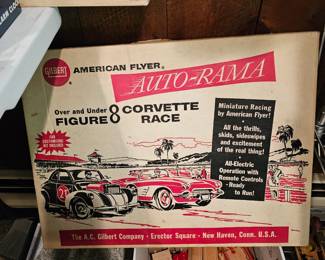 GILBERT
AMERICAN FLYER®
AUTO-RAMA
Over and Under
FIGURE 8 CORVETTE
RACE
Miniature Racing
by American Flyer!
All the thrills,
skids, sideswipes
and excitement
of the real thing!
All-Electric
Operation with
Remote Controls
- Ready
to Run!
The A.C. Gilbert Company • Erector Square • New Haven, Conn. U.S.A.